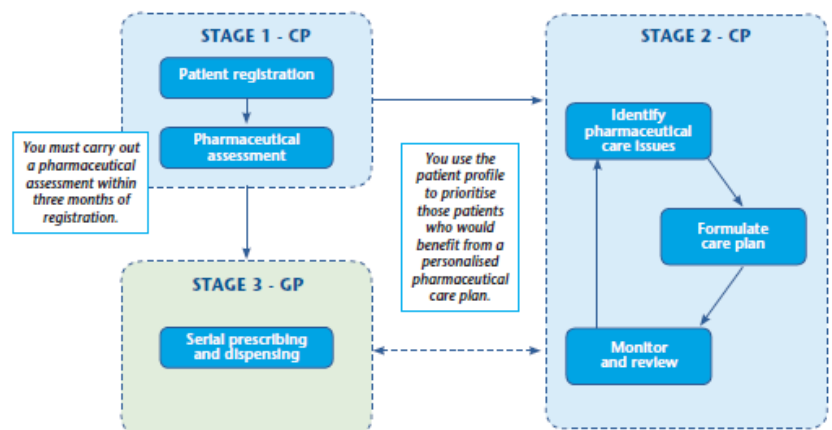 STAGE 1 - CP
Patient registration
Pharmaceutical
assessment
You must carry out
a pharmaceutical
assessment within
three months of
registration.
STAGE 2 - CP
Identify
pharmaceutical
care issues
Formulate
care plan
Monitor
and review
You use the
patient profile
to prioritise
those patients
who would
benefit from a
personalised
pharmaceutical
care plan.
STAGE 3 - GP
Serial prescribing
and dispensing